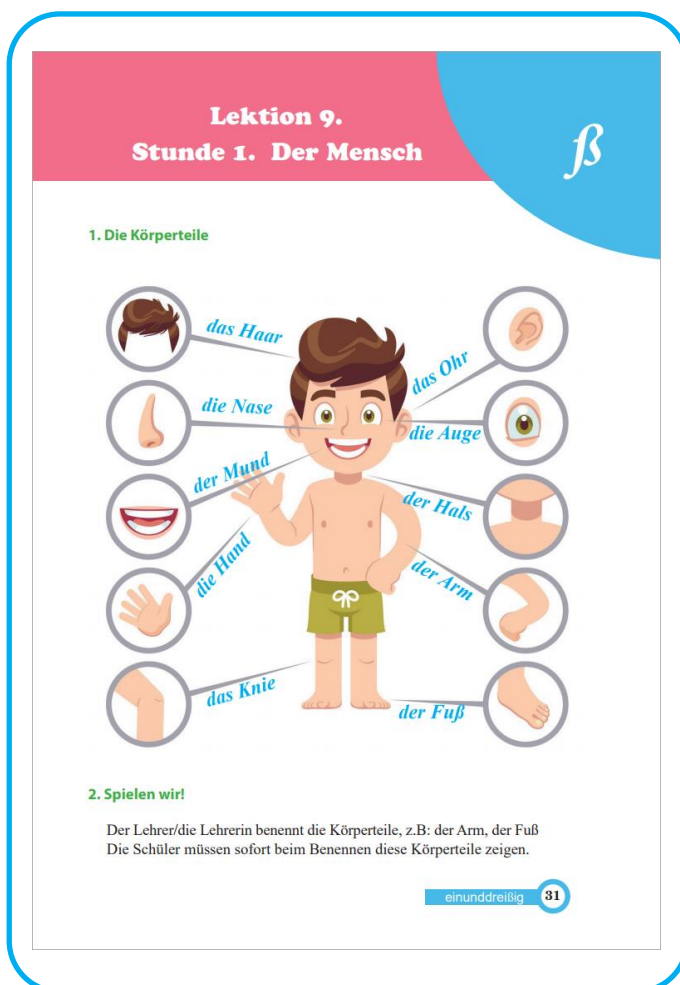 Lektion 9.
Stunde 1. Der Mensch
ß
1. Die Körperteile
das Haar
das Ohr
die Nase
die Auge
der Mund
der Hals
die Hand
der Arm
das Knie
der Fuß
2. Spielen wir!
Der Lehrer/die Lehrerin benennt die Körperteile, z.B: der Arm, der Fuß
Die Schüler müssen sofort beim Benennen diese Körperteile zeigen.
einunddreißig 31